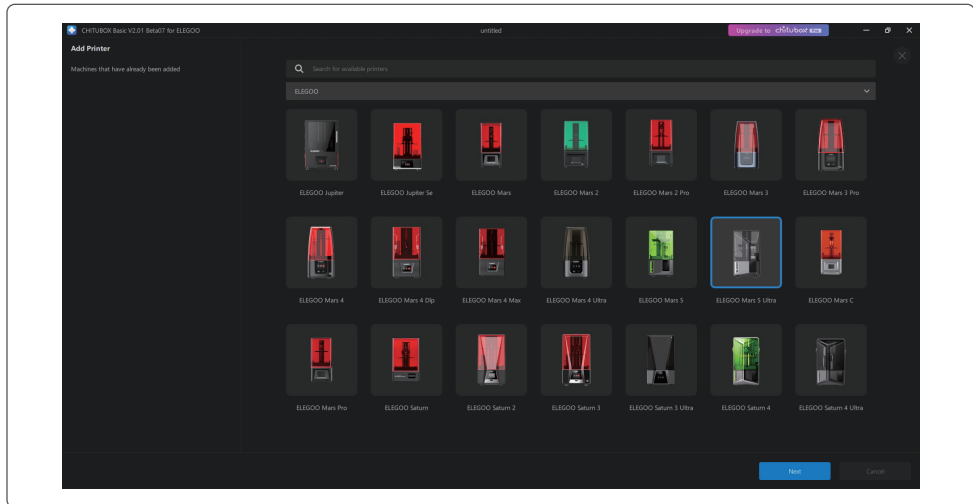 CHITUBOX Basic V2.01 Beta07 for ELEGOO
untitled
Upgrade to chitubox PRO
Add Printer
Machines that have already been added
Search for available printers
ELEGOO
ELEGOO Jupiter
ELEGOO Jupiter Se
ELEGOO Mars
ELEGOO Mars 2
ELEGOO Mars 2 Pro
ELEGOO Mars 3
ELEGOO Mars 3 Pro
ELEGOO Mars 4
ELEGOO Mars 4 Dlp
ELEGOO Mars 4 Max
ELEGOO Mars 4 Ultra
ELEGOO Mars 5
ELEGOO Mars 5 Ultra
ELEGOO Mars C
ELEGOO Mars Pro
ELEGOO Saturn
ELEGOO Saturn 2
ELEGOO Saturn 3
ELEGOO Saturn 3 Ultra
ELEGOO Saturn 4
ELEGOO Saturn 4 Ultra
Next
Cancel